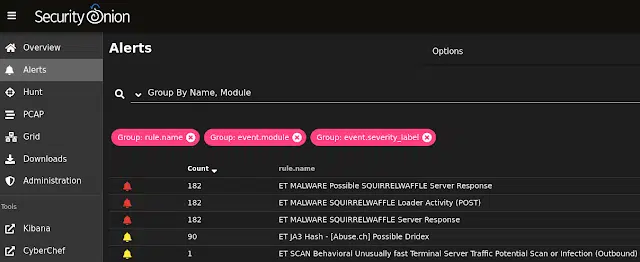 Security Onion
Overview
Alerts
Hunt
PCAP
Grid
Downloads
Administration
Tools
Kibana
CyberChef
Alerts
Options
Group By Name, Module
Group: rule.name
Group: event.module
Group: event.severity_label
Count rule.name
182 ET MALWARE Possible SQUIRRELWAFFLE Server Response
182 ET MALWARE SQUIRRELWAFFLE Loader Activity (POST)
182 ET MALWARE SQUIRRELWAFFLE Server Response
90 ET JA3 Hash - [Abuse.ch] Possible Dridex
1 ET SCAN Behavioral Unusually fast Terminal Server Traffic Potential Scan or Infection (Outbound)